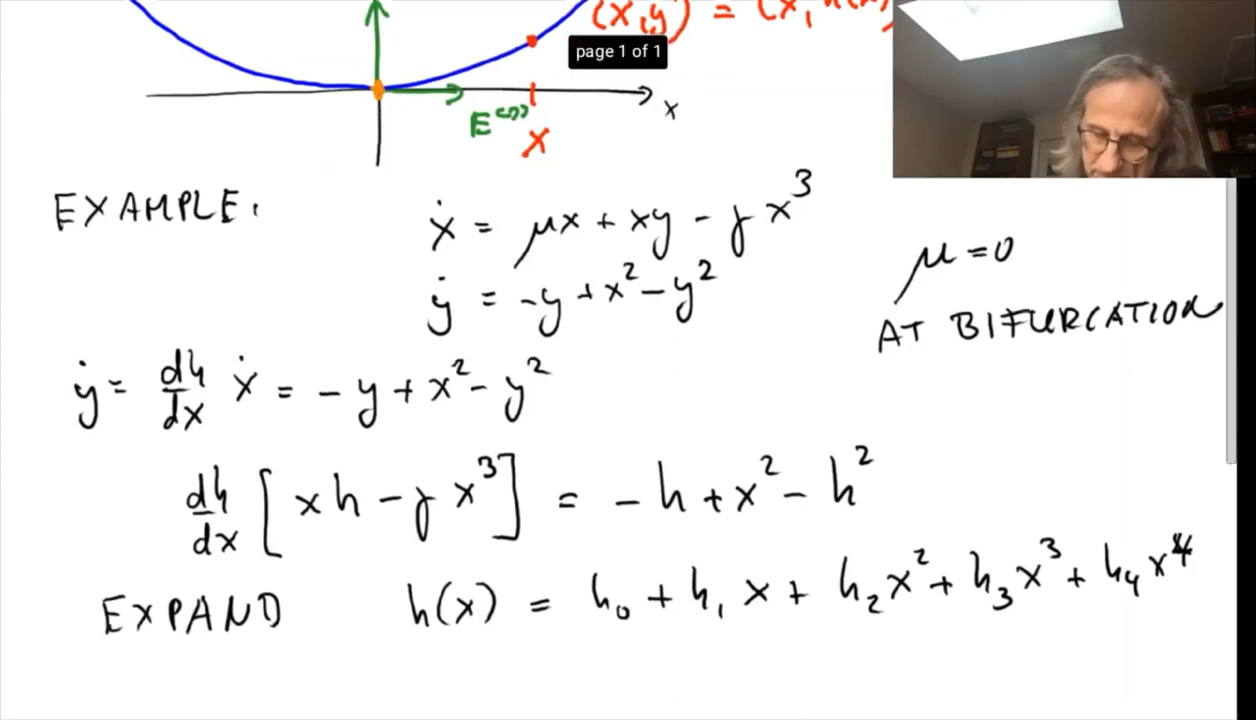 (x,y) = (x, h(x)
page 1 of 1
x
E^(c)
x
EXAMPLE:
ẋ = μx + xy - γx³
ẏ = -y + x² - y²
μ = 0
AT BIFURCATION
ẏ = dh/dx ẋ = -y + x² - y²
dh/dx [xh - γx³] = -h + x² - h²
EXPAND h(x) = h₀ + h₁x + h₂x² + h₃x³ + h₄x⁴